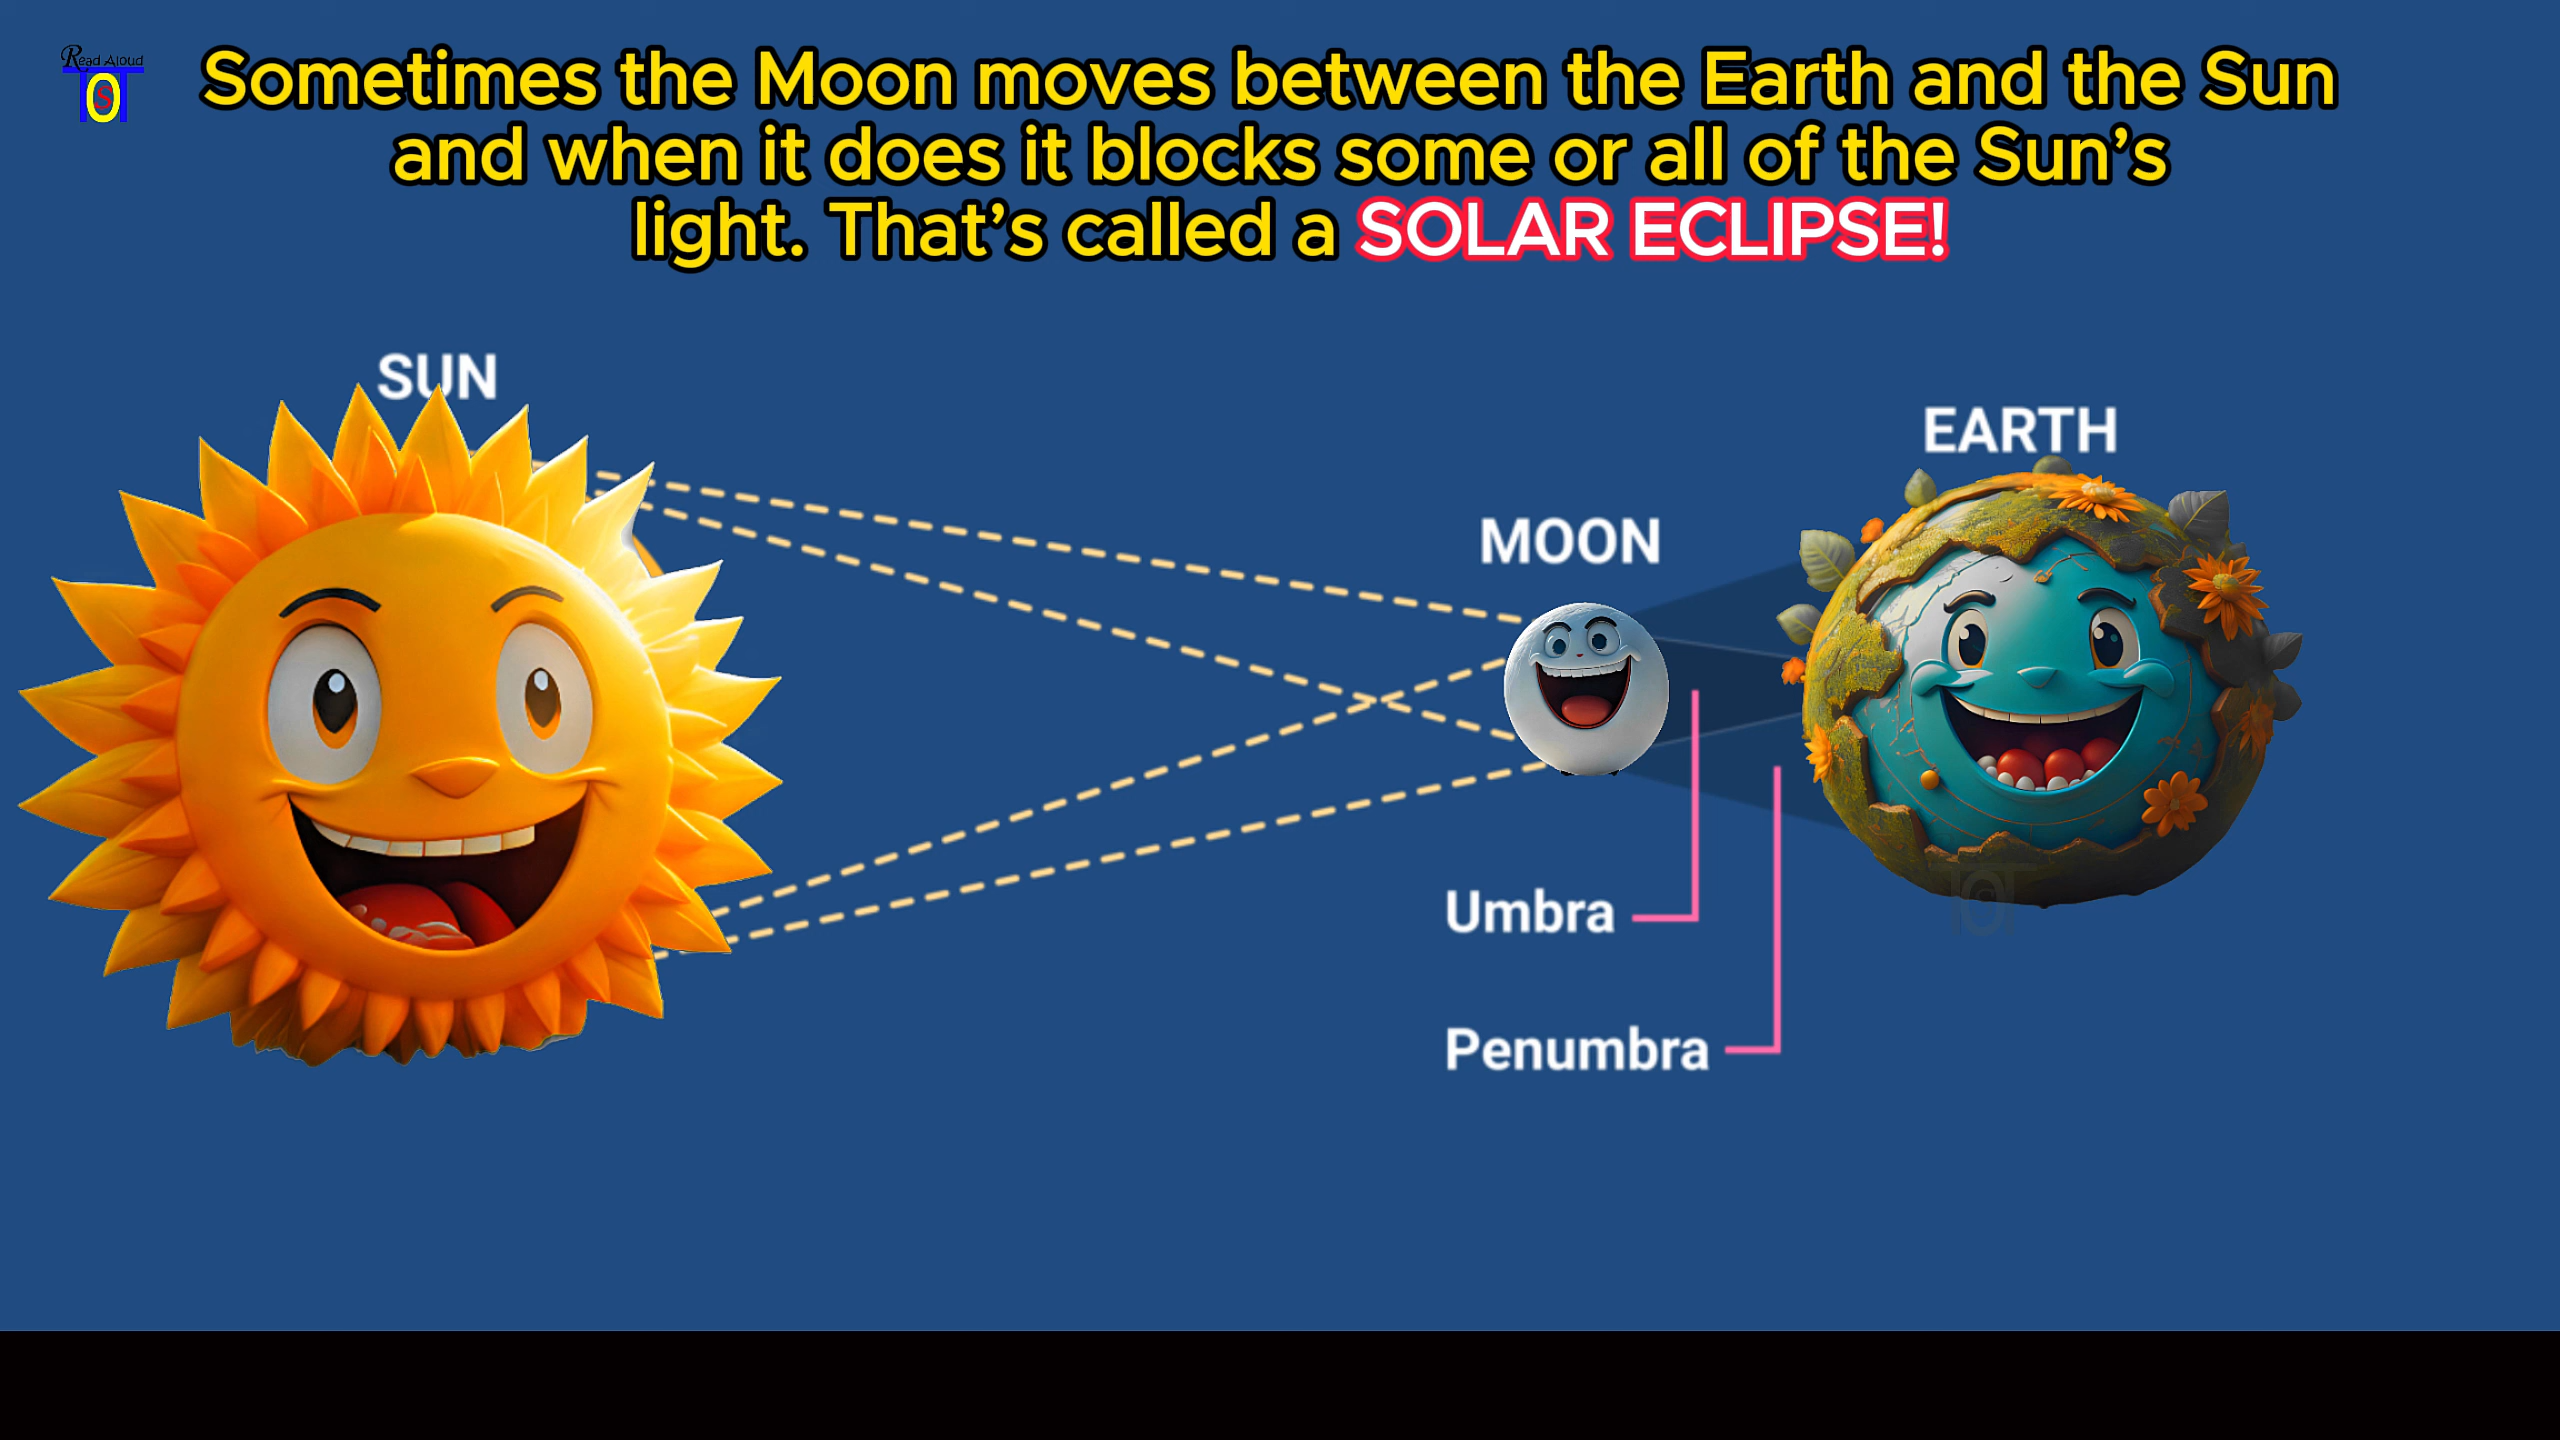 Read Aloud
TOTS
Sometimes the Moon moves between the Earth and the Sun
and when it does it blocks some or all of the Sun’s
light. That’s called a SOLAR ECLIPSE!
SUN
EARTH
MOON
Umbra
Penumbra